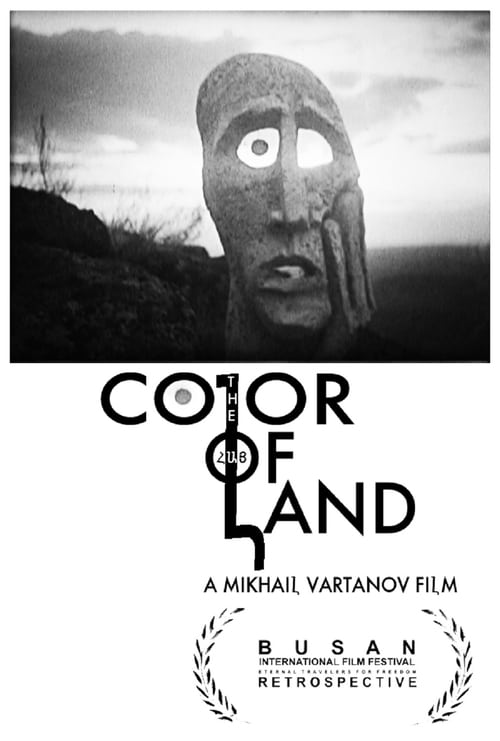 THE
COLOR
OF
ՀԱՅ
LAND
A MIKHAIL VARTANOV FILM
BUSAN
INTERNATIONAL FILM FESTIVAL
ETERNAL TRAVELERS FOR FREEDOM
RETROSPECTIVE